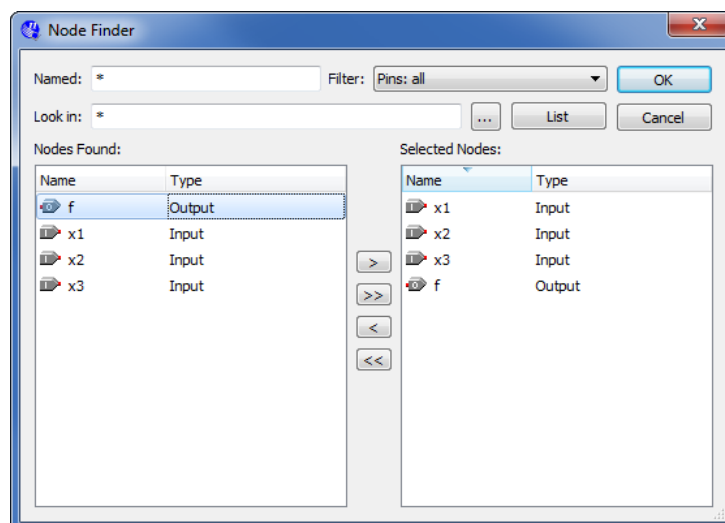 Node Finder
Named: * Filter: Pins: all OK
Look in: * ... List Cancel
Nodes Found: Selected Nodes:
Name Type Name Type
f Output x1 Input
x1 Input x2 Input
x2 Input x3 Input
x3 Input f Output
>
>>
<
<<